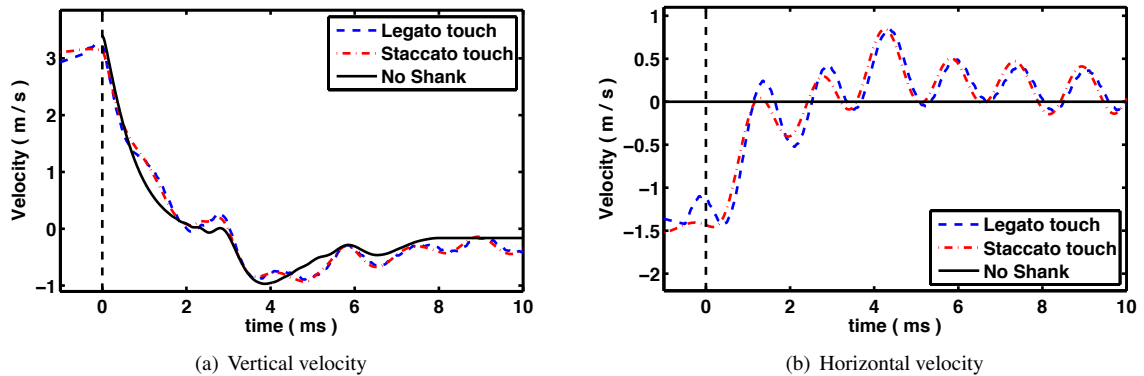 Velocity ( m / s )
3
2
1
0
−1
Legato touch
Staccato touch
No Shank
0
2
4
6
8
10
time ( ms )
(a) Vertical velocity
Velocity ( m / s )
1
0.5
0
−0.5
−1
−1.5
−2
Legato touch
Staccato touch
No Shank
0
2
4
6
8
10
time ( ms )
(b) Horizontal velocity